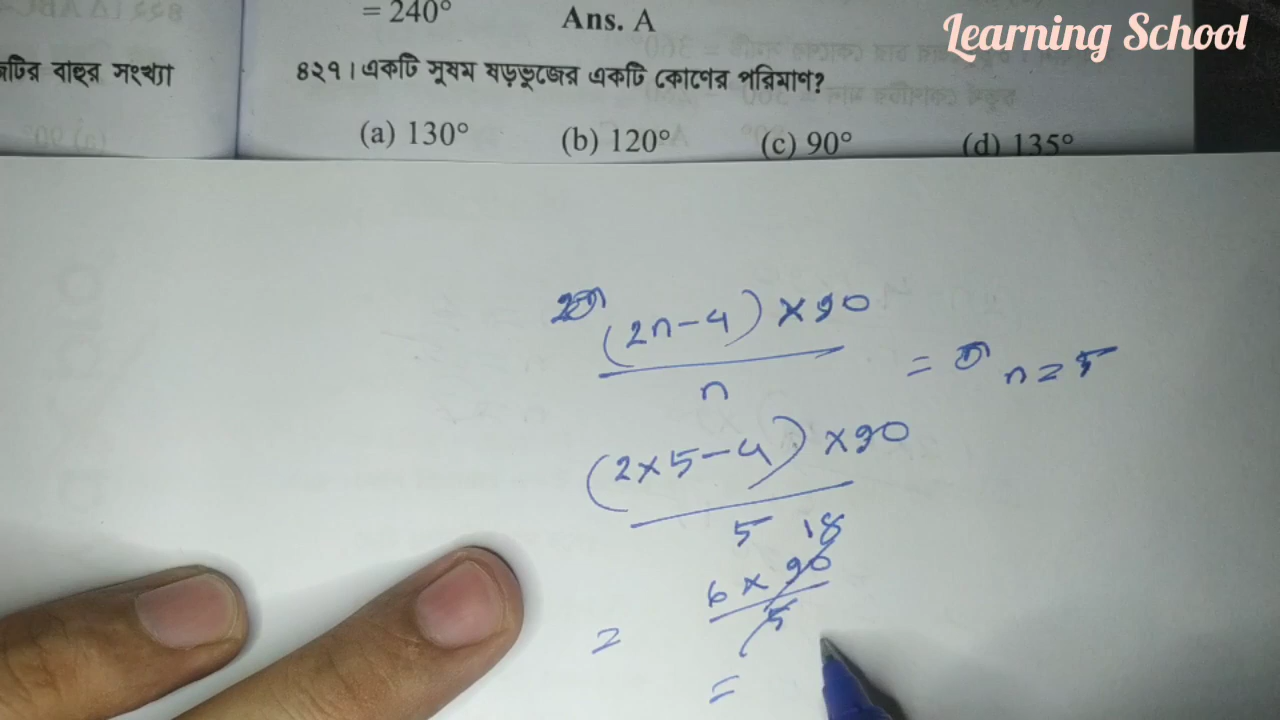 Learning School
= 240° Ans. A
বাহুর সংখ্যা
৪২৭। একটি সুষম ষড়ভুজের একটি কোণের পরিমাণ?
(a) 130° (b) 120° (c) 90° (d) 135°
(2n-4) × 90
n
= n = 5
(2×5-4) × 90
5
18
6 × 90
5
=
=